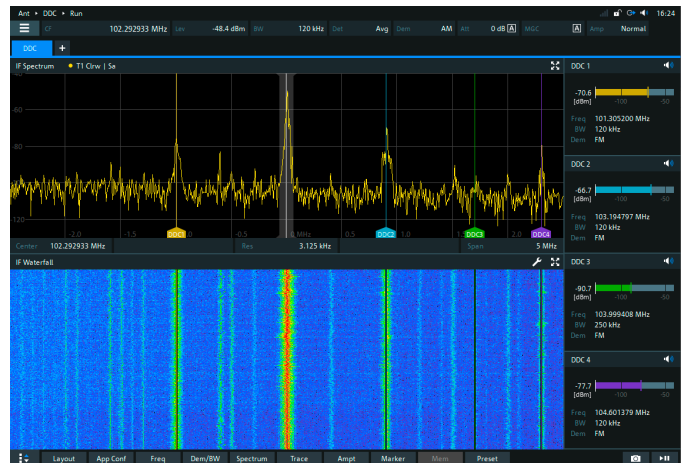 Ant ▸ DDC ▸ Run 16:24
CF 102.292933 MHz Lev -48.4 dBm BW 120 kHz Det Avg Dem AM Att 0 dB A MGC A Amp Normal
DDC +
IF Spectrum • T1 Clrw | Sa
-60
-80
-120
-2.0 -1.5 DDC1 -0.5 0 MHz 0.5 DDC2 1.0 DDC3 2.0 DDC4
Center 102.292933 MHz Res 3.125 kHz Span 5 MHz
IF Waterfall
DDC 1
-70.6
[dBm] -100 -50
Freq 101.305200 MHz
BW 120 kHz
Dem FM
DDC 2
-66.7
[dBm] -100 -50
Freq 103.194797 MHz
BW 120 kHz
Dem FM
DDC 3
-90.7
[dBm] -100 -50
Freq 103.999408 MHz
BW 250 kHz
Dem FM
DDC 4
-77.7
[dBm] -100 -50
Freq 104.601379 MHz
BW 120 kHz
Dem FM
Layout App Conf Freq Dem/BW Spectrum Trace Ampt Marker Mem Preset